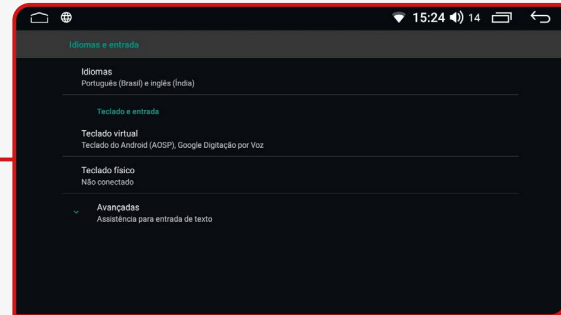 15:24 14
Idiomas e entrada
Idiomas
Português (Brasil) e inglês (Índia)
Teclado e entrada
Teclado virtual
Teclado do Android (AOSP), Google Digitação por Voz
Teclado físico
Não conectado
Avançadas
Assistência para entrada de texto